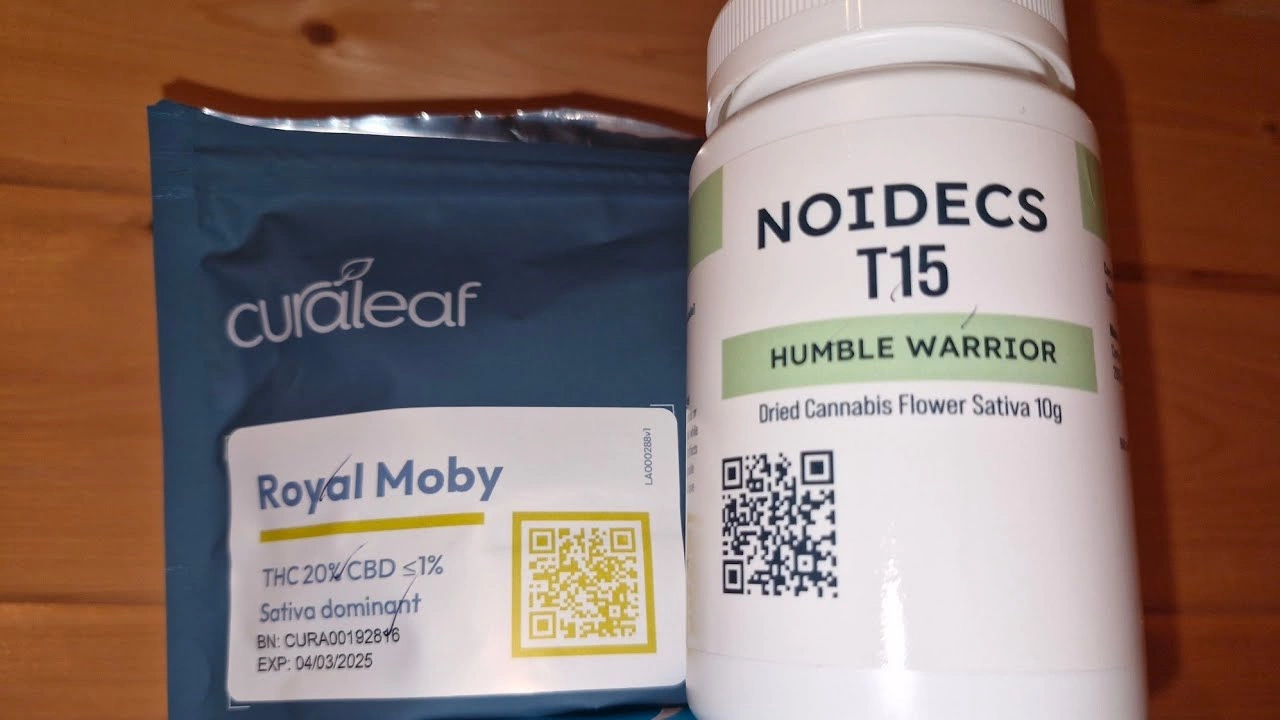 curaleaf
Royal Moby
THC 20% CBD ≤1%
Sativa dominant
BN: CURA00192816
EXP: 04/03/2025
LA000288v1
NOIDECS
T15
HUMBLE WARRIOR
Dried Cannabis Flower Sativa 10g